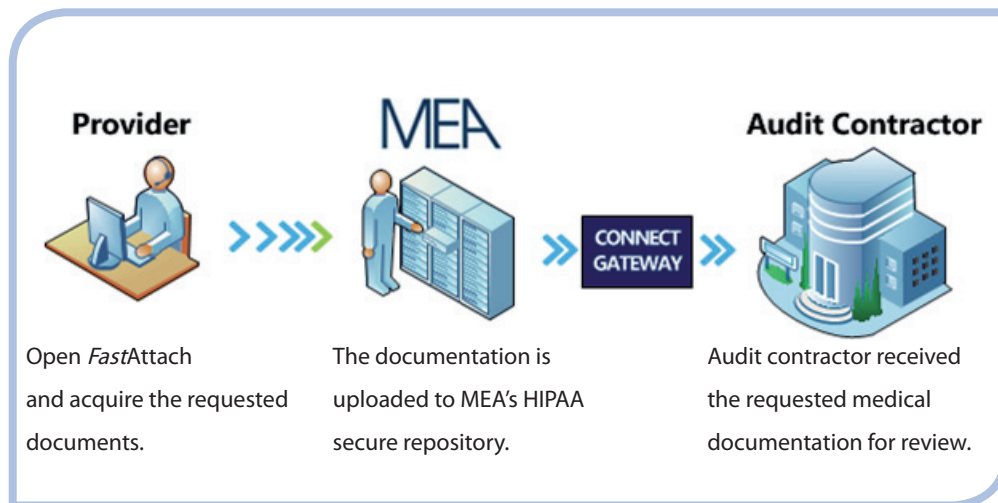 Provider
MEA
Audit Contractor
CONNECT
GATEWAY
Open FastAttach
and acquire the requested
documents.
The documentation is
uploaded to MEA’s HIPAA
secure repository.
Audit contractor received
the requested medical
documentation for review.